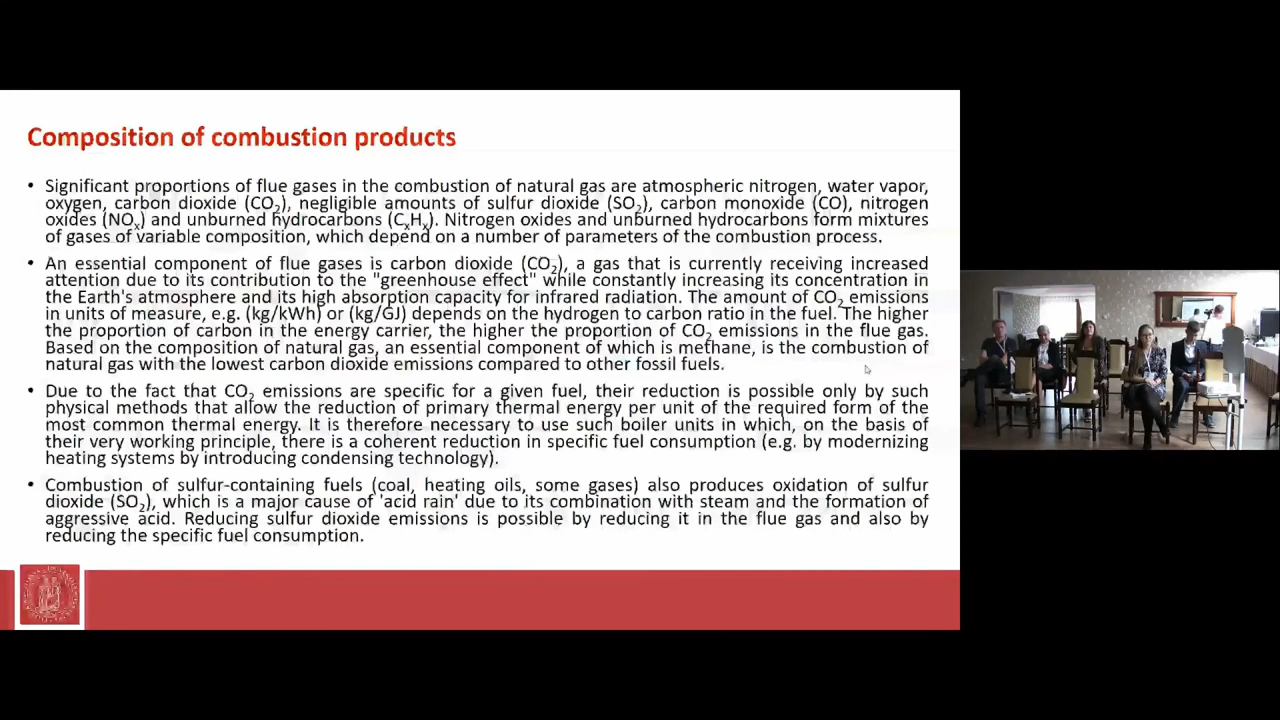 Composition of combustion products
• Significant proportions of flue gases in the combustion of natural gas are atmospheric nitrogen, water vapor,
oxygen, carbon dioxide (CO₂), negligible amounts of sulfur dioxide (SO₂), carbon monoxide (CO), nitrogen
oxides (NOₓ) and unburned hydrocarbons (CₓHₓ). Nitrogen oxides and unburned hydrocarbons form mixtures
of gases of variable composition, which depend on a number of parameters of the combustion process.
• An essential component of flue gases is carbon dioxide (CO₂), a gas that is currently receiving increased
attention due to its contribution to the "greenhouse effect" while constantly increasing its concentration in
the Earth's atmosphere and its high absorption capacity for infrared radiation. The amount of CO₂ emissions
in units of measure, e.g. (kg/kWh) or (kg/GJ) depends on the hydrogen to carbon ratio in the fuel. The higher
the proportion of carbon in the energy carrier, the higher the proportion of CO₂ emissions in the flue gas.
Based on the composition of natural gas, an essential component of which is methane, is the combustion of
natural gas with the lowest carbon dioxide emissions compared to other fossil fuels.
• Due to the fact that CO₂ emissions are specific for a given fuel, their reduction is possible only by such
physical methods that allow the reduction of primary thermal energy per unit of the required form of the
most common thermal energy. It is therefore necessary to use such boiler units in which, on the basis of
their very working principle, there is a coherent reduction in specific fuel consumption (e.g. by modernizing
heating systems by introducing condensing technology).
• Combustion of sulfur-containing fuels (coal, heating oils, some gases) also produces oxidation of sulfur
dioxide (SO₂), which is a major cause of 'acid rain' due to its combination with steam and the formation of
aggressive acid. Reducing sulfur dioxide emissions is possible by reducing it in the flue gas and also by
reducing the specific fuel consumption.